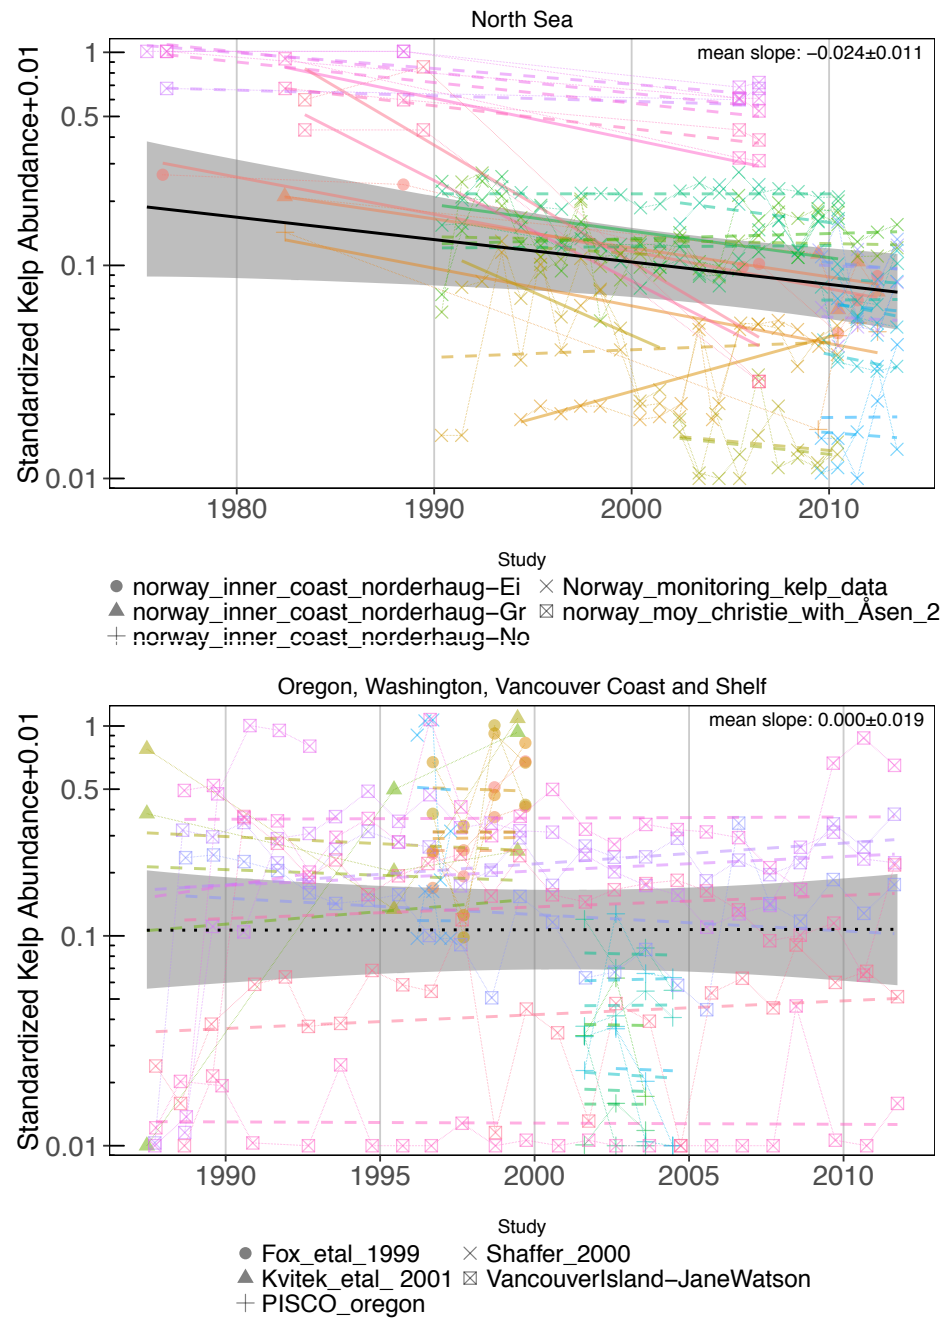 North Sea
mean slope: −0.024±0.011
Standardized Kelp Abundance+0.01
1
0.5
0.1
0.01
1980 1990 2000 2010
Study
norway_inner_coast_norderhaug−Ei Norway_monitoring_kelp_data
norway_inner_coast_norderhaug−Gr norway_moy_christie_with_Åsen_2
norway_inner_coast_norderhaug−No
Oregon, Washington, Vancouver Coast and Shelf
mean slope: 0.000±0.019
Standardized Kelp Abundance+0.01
1
0.5
0.1
0.01
1990 1995 2000 2005 2010
Study
Fox_etal_1999 Shaffer_2000
Kvitek_etal_ 2001 VancouverIsland−JaneWatson
PISCO_oregon